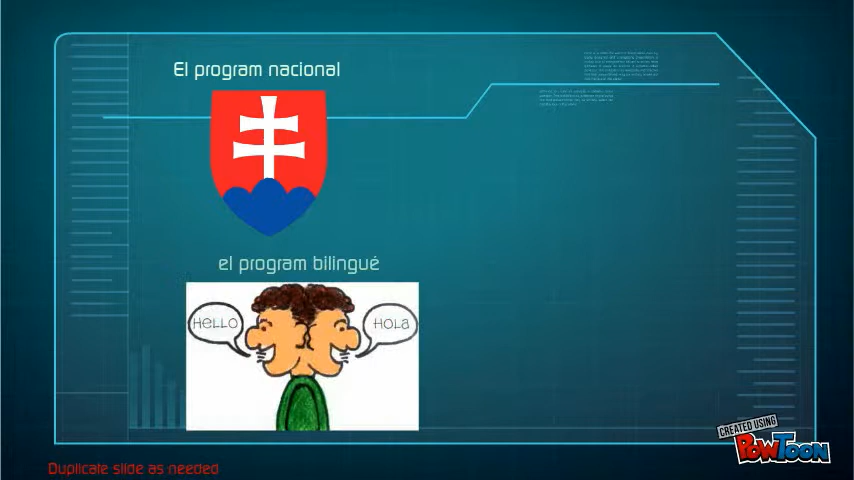 El program nacional
el program bilingué
HELLO
HOLA
CREATED USING
POWTOON
Duplicate slide as needed